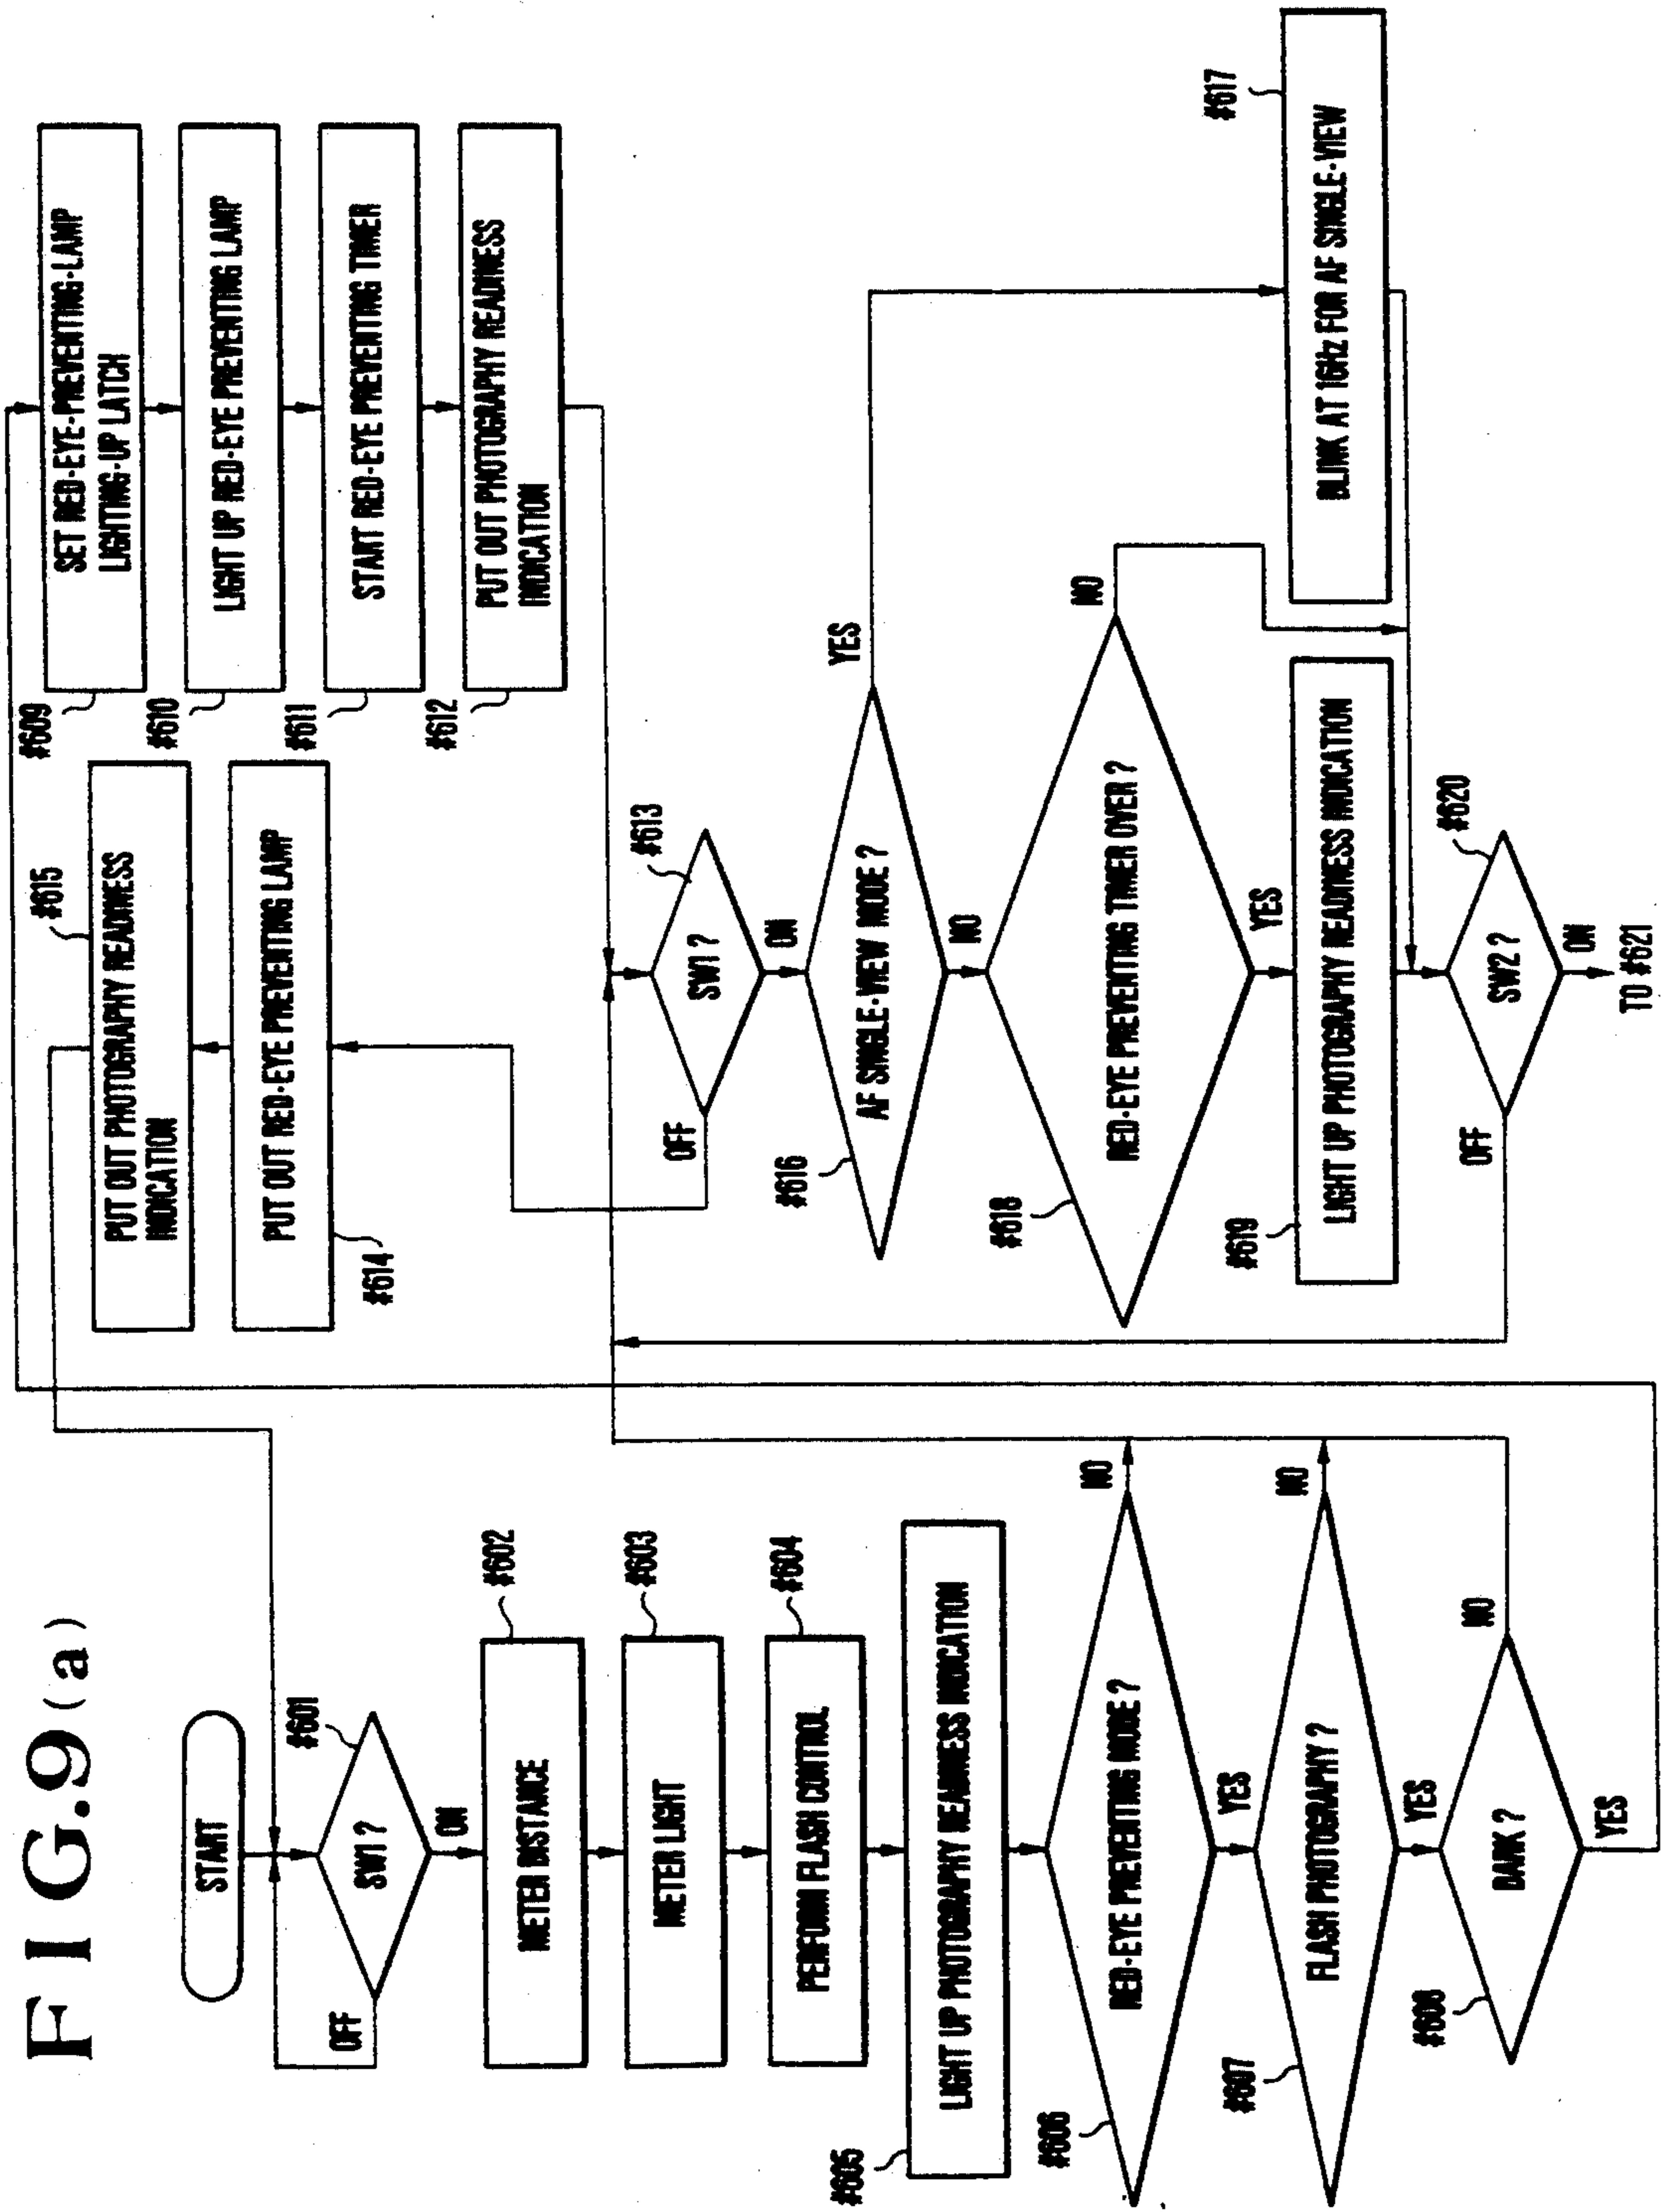 FIG.9(a)
START
#601
SW1?
OFF
ON
#602
METER DISTANCE
#603
METER LIGHT
#604
PERFORM FLASH CONTROL
#605
LIGHT UP PHOTOGRAPHY READINESS INDICATION
#606
RED-EYE PREVENTING MODE?
NO
YES
#607
FLASH PHOTOGRAPHY?
NO
YES
#608
DARK?
NO
YES
#609
SET RED-EYE-PREVENTING-LAMP
LIGHTING-UP LATCH
#610
LIGHT UP RED-EYE PREVENTING LAMP
#611
START RED-EYE PREVENTING TIMER
#612
PUT OUT PHOTOGRAPHY READINESS
INDICATION
#613
SW1?
OFF
ON
#614
PUT OUT RED-EYE PREVENTING LAMP
#615
PUT OUT PHOTOGRAPHY READINESS
INDICATION
#616
AF SINGLE-VIEW MODE?
YES
NO
#617
BLINK AT 16Hz FOR AF SINGLE-VIEW
#618
RED-EYE PREVENTING TIMER OVER?
NO
YES
#619
LIGHT UP PHOTOGRAPHY READINESS INDICATION
#620
SW2?
OFF
ON
TO #621